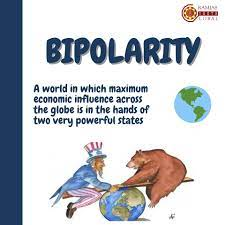 RAMJAS
BIPOLARITY
A world in which maximum
economic influence across
the globe is in the hands of
two very powerful states